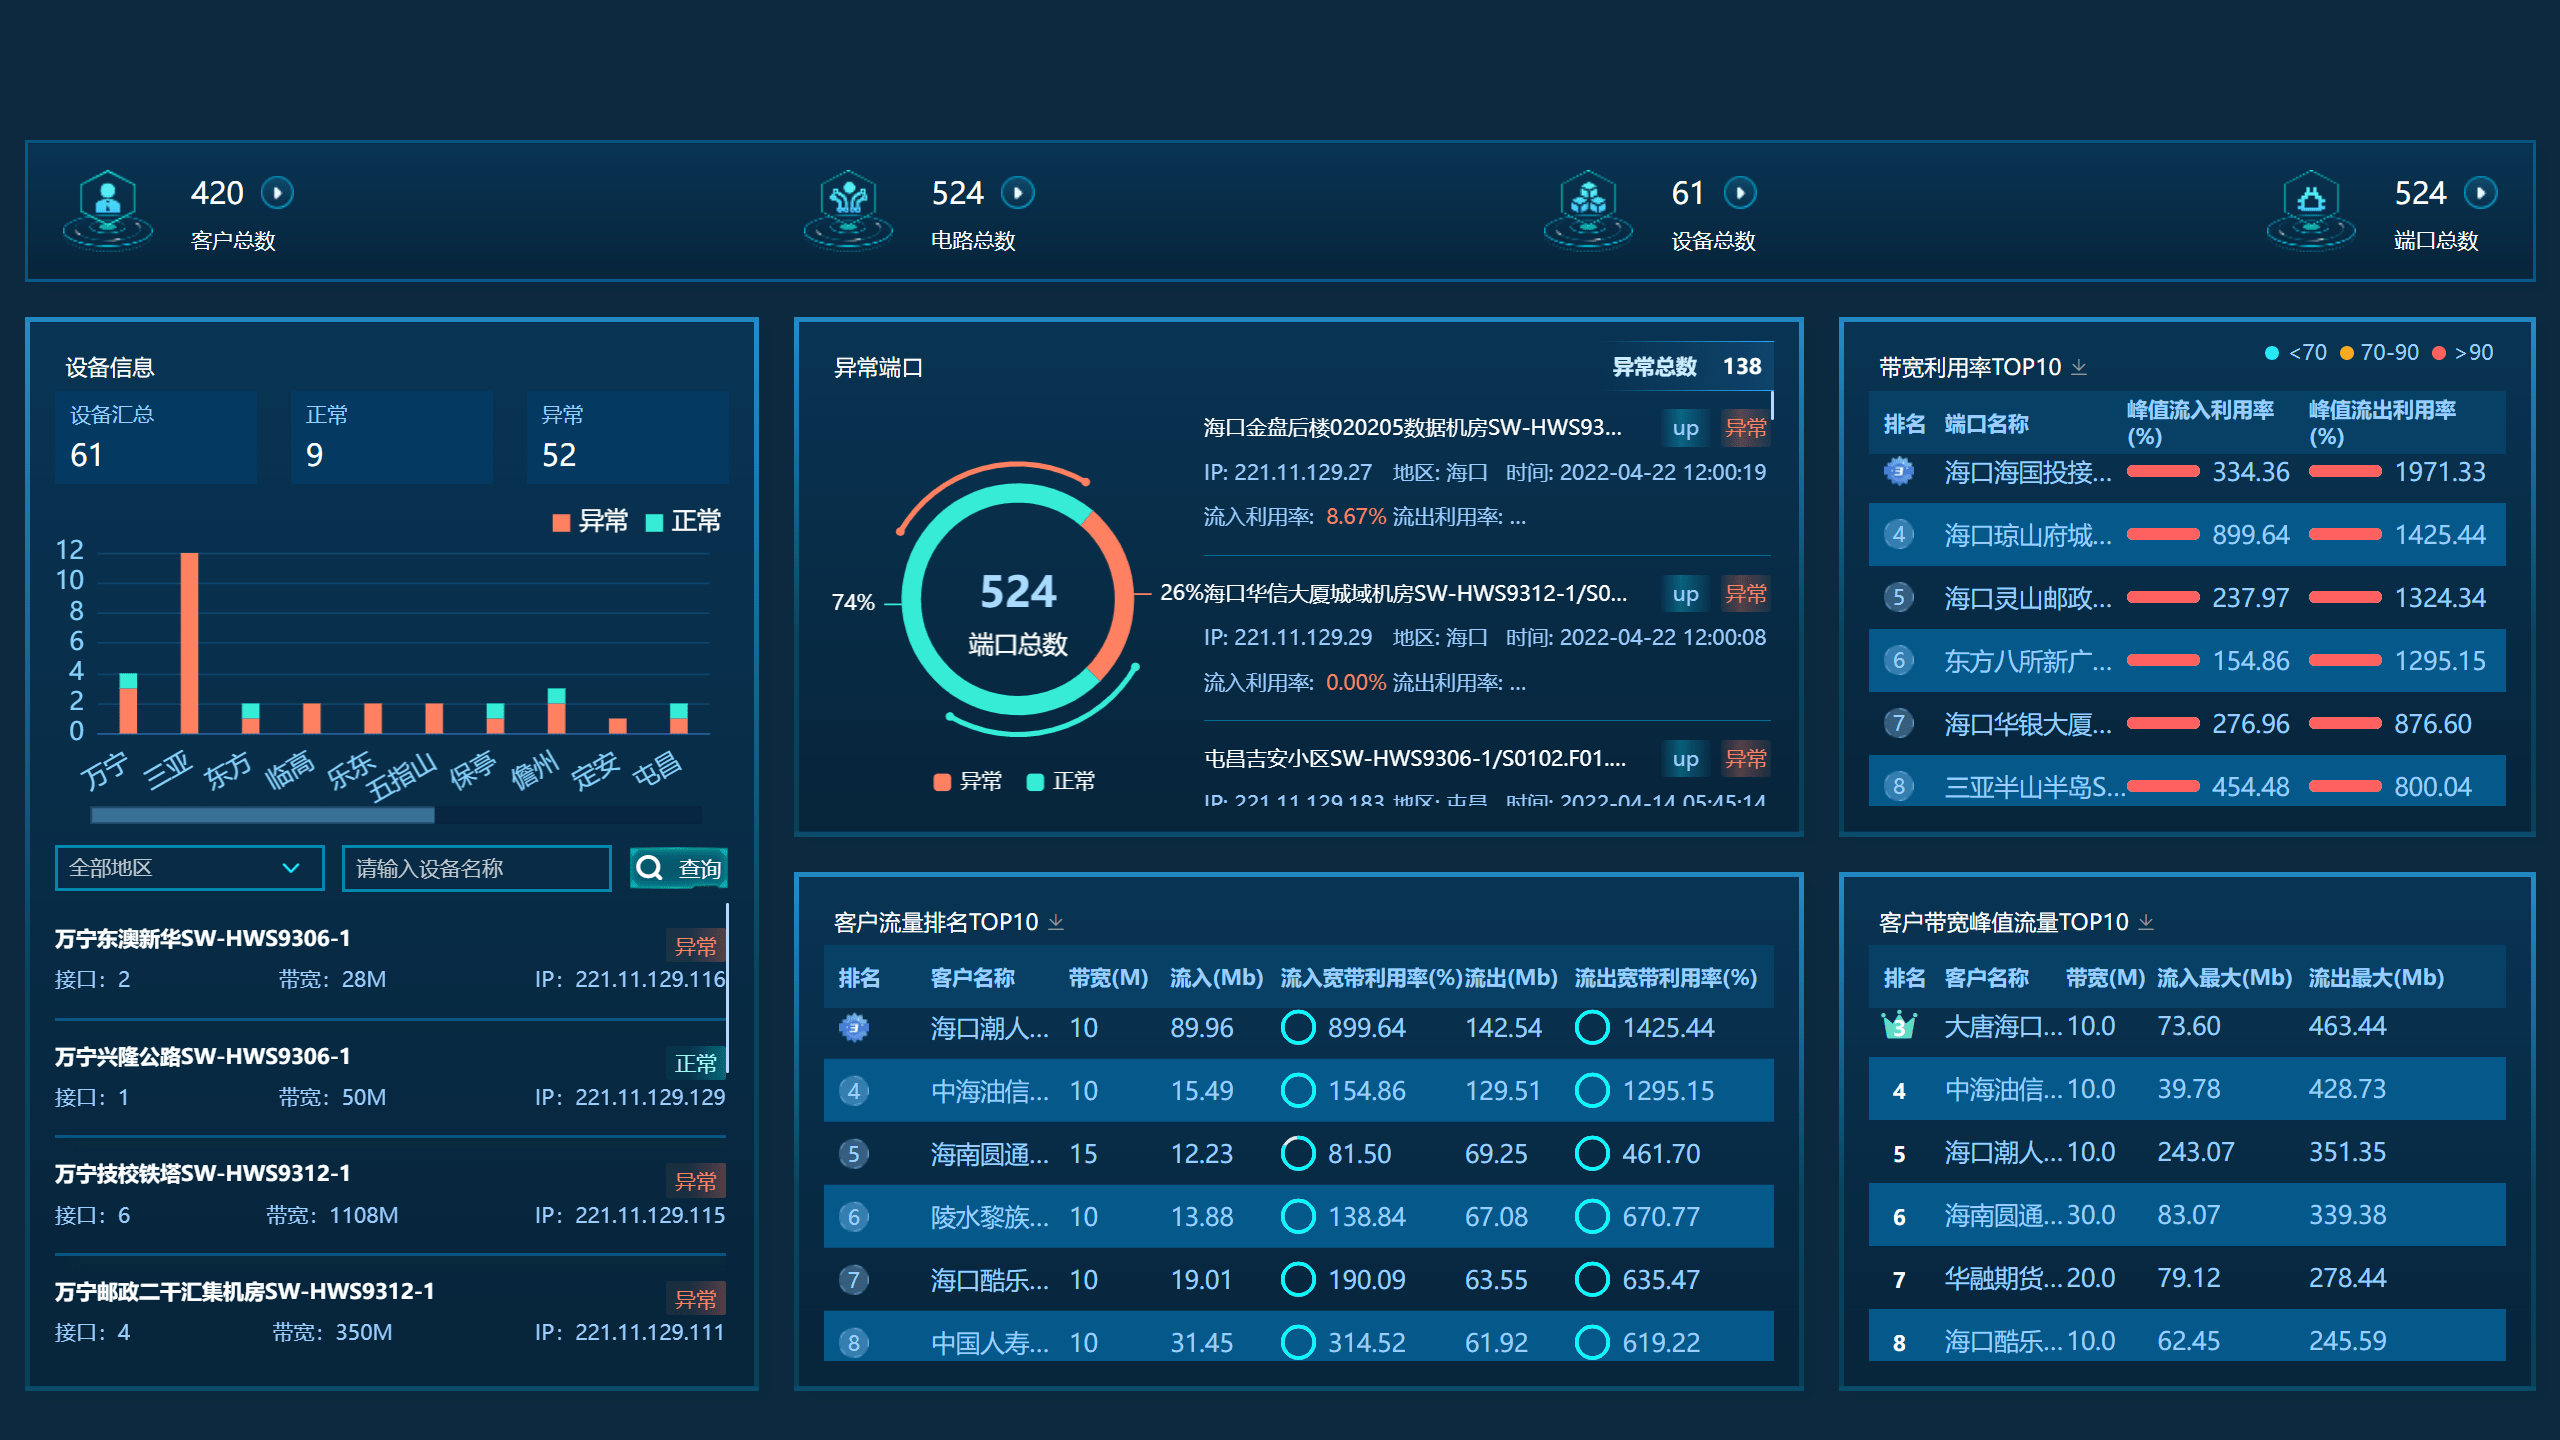 420
客户总数
524
电路总数
61
设备总数
524
端口总数
设备信息
设备汇总
61
正常
9
异常
52
异常 正常
12
10
8
6
4
2
0
万宁 三亚 东方 临高 乐东 五指山 保亭 儋州 定安 屯昌
全部地区
请输入设备名称
查询
万宁东澳新华SW-HWS9306-1
异常
接口：2 带宽：28M IP：221.11.129.116
万宁兴隆公路SW-HWS9306-1
正常
接口：1 带宽：50M IP：221.11.129.129
万宁技校铁塔SW-HWS9312-1
异常
接口：6 带宽：1108M IP：221.11.129.115
万宁邮政二干汇集机房SW-HWS9312-1
异常
接口：4 带宽：350M IP：221.11.129.111
异常端口
异常总数 138
74%
26%
524
端口总数
异常 正常
海口金盘后楼020205数据机房SW-HWS93... up 异常
IP: 221.11.129.27 地区: 海口 时间: 2022-04-22 12:00:19
流入利用率: 8.67% 流出利用率: ...
海口华信大厦城域机房SW-HWS9312-1/S0... up 异常
IP: 221.11.129.29 地区: 海口 时间: 2022-04-22 12:00:08
流入利用率: 0.00% 流出利用率: ...
屯昌吉安小区SW-HWS9306-1/S0102.F01.... up 异常
IP: 221.11.129.183 地区: 屯昌 时间: 2022-04-14 05:45:14
带宽利用率TOP10
<70 70-90 >90
排名 端口名称 峰值流入利用率(%) 峰值流出利用率(%)
3 海口海国投接... 334.36 1971.33
4 海口琼山府城... 899.64 1425.44
5 海口灵山邮政... 237.97 1324.34
6 东方八所新广... 154.86 1295.15
7 海口华银大厦... 276.96 876.60
8 三亚半山半岛S... 454.48 800.04
客户流量排名TOP10
排名 客户名称 带宽(M) 流入(Mb) 流入宽带利用率(%) 流出(Mb) 流出宽带利用率(%)
3 海口潮人... 10 89.96 899.64 142.54 1425.44
4 中海油信... 10 15.49 154.86 129.51 1295.15
5 海南圆通... 15 12.23 81.50 69.25 461.70
6 陵水黎族... 10 13.88 138.84 67.08 670.77
7 海口酷乐... 10 19.01 190.09 63.55 635.47
8 中国人寿... 10 31.45 314.52 61.92 619.22
客户带宽峰值流量TOP10
排名 客户名称 带宽(M) 流入最大(Mb) 流出最大(Mb)
3 大唐海口... 10.0 73.60 463.44
4 中海油信... 10.0 39.78 428.73
5 海口潮人... 10.0 243.07 351.35
6 海南圆通... 30.0 83.07 339.38
7 华融期货... 20.0 79.12 278.44
8 海口酷乐... 10.0 62.45 245.59